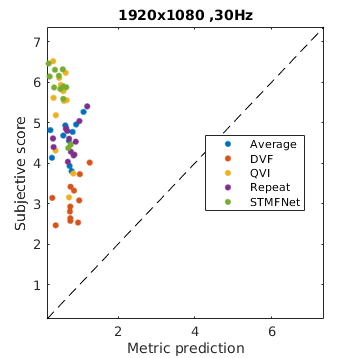 1920x1080 ,30Hz
7
6
5
4
3
2
1
Subjective score
Average
DVF
QVI
Repeat
STMFNet
2 4 6
Metric prediction